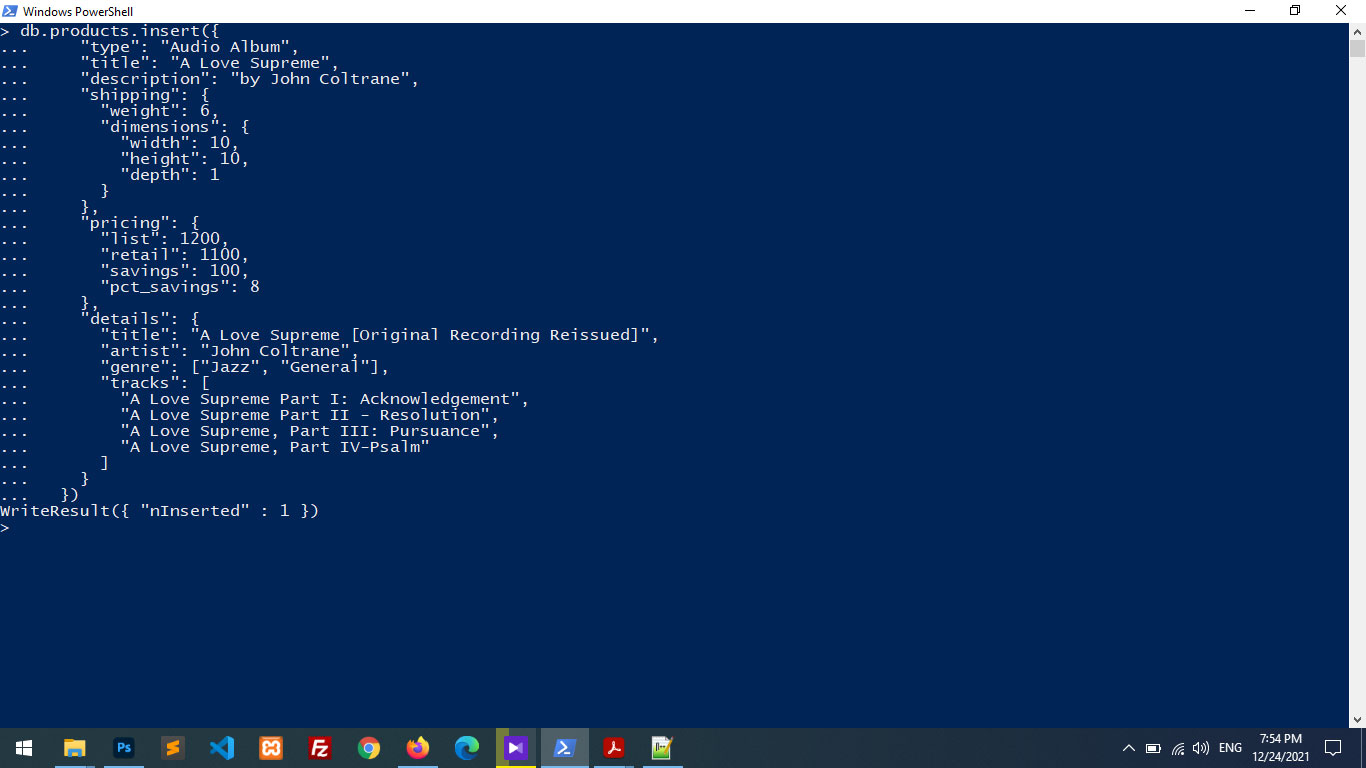 Windows PowerShell
> db.products.insert({
...     "type": "Audio Album",
...     "title": "A Love Supreme",
...     "description": "by John Coltrane",
...     "shipping": {
...       "weight": 6,
...       "dimensions": {
...         "width": 10,
...         "height": 10,
...         "depth": 1
...       }
...     },
...     "pricing": {
...       "list": 1200,
...       "retail": 1100,
...       "savings": 100,
...       "pct_savings": 8
...     },
...     "details": {
...       "title": "A Love Supreme [Original Recording Reissued]",
...       "artist": "John Coltrane",
...       "genre": ["Jazz", "General"],
...       "tracks": [
...         "A Love Supreme Part I: Acknowledgement",
...         "A Love Supreme Part II - Resolution",
...         "A Love Supreme, Part III: Pursuance",
...         "A Love Supreme, Part IV-Psalm"
...       ]
...     }
...   })
WriteResult({ "nInserted" : 1 })
>
Ps
Fz
ENG
7:54 PM
12/24/2021